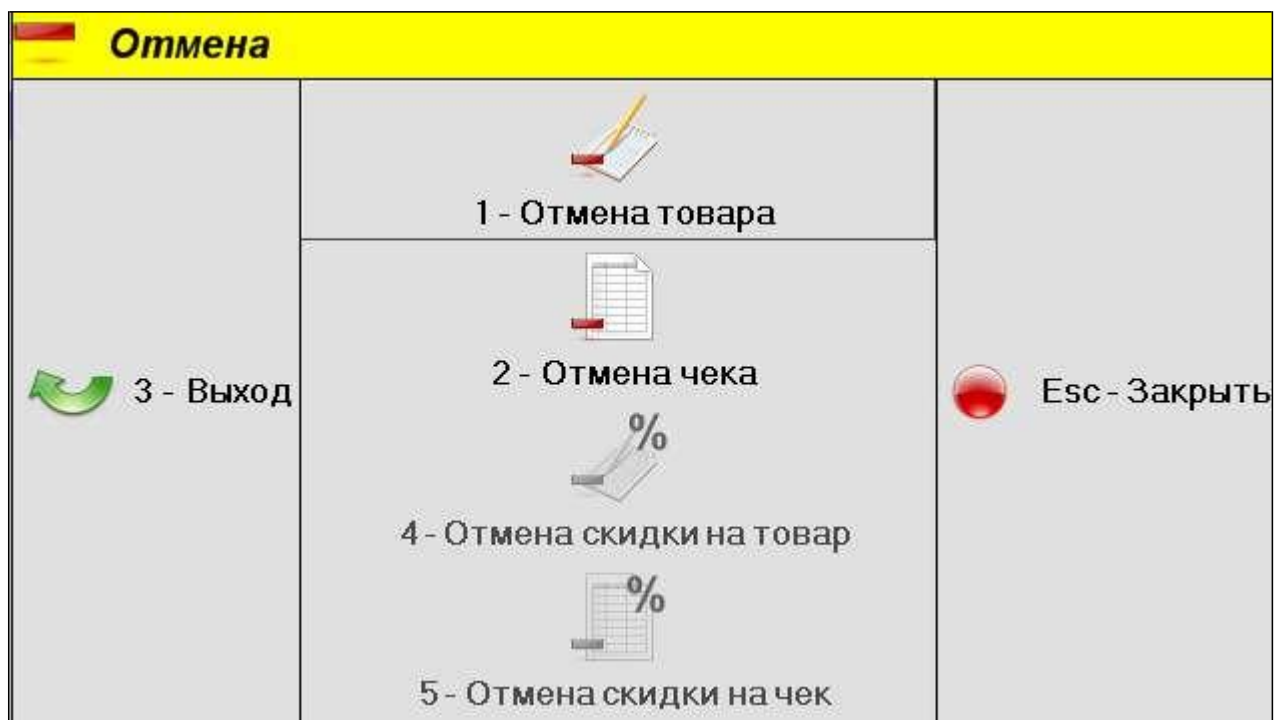 Отмена
1 - Отмена товара
2 - Отмена чека
3 - Выход
Esc - Закрыть
%
4 - Отмена скидки на товар
%
5 - Отмена скидки на чек